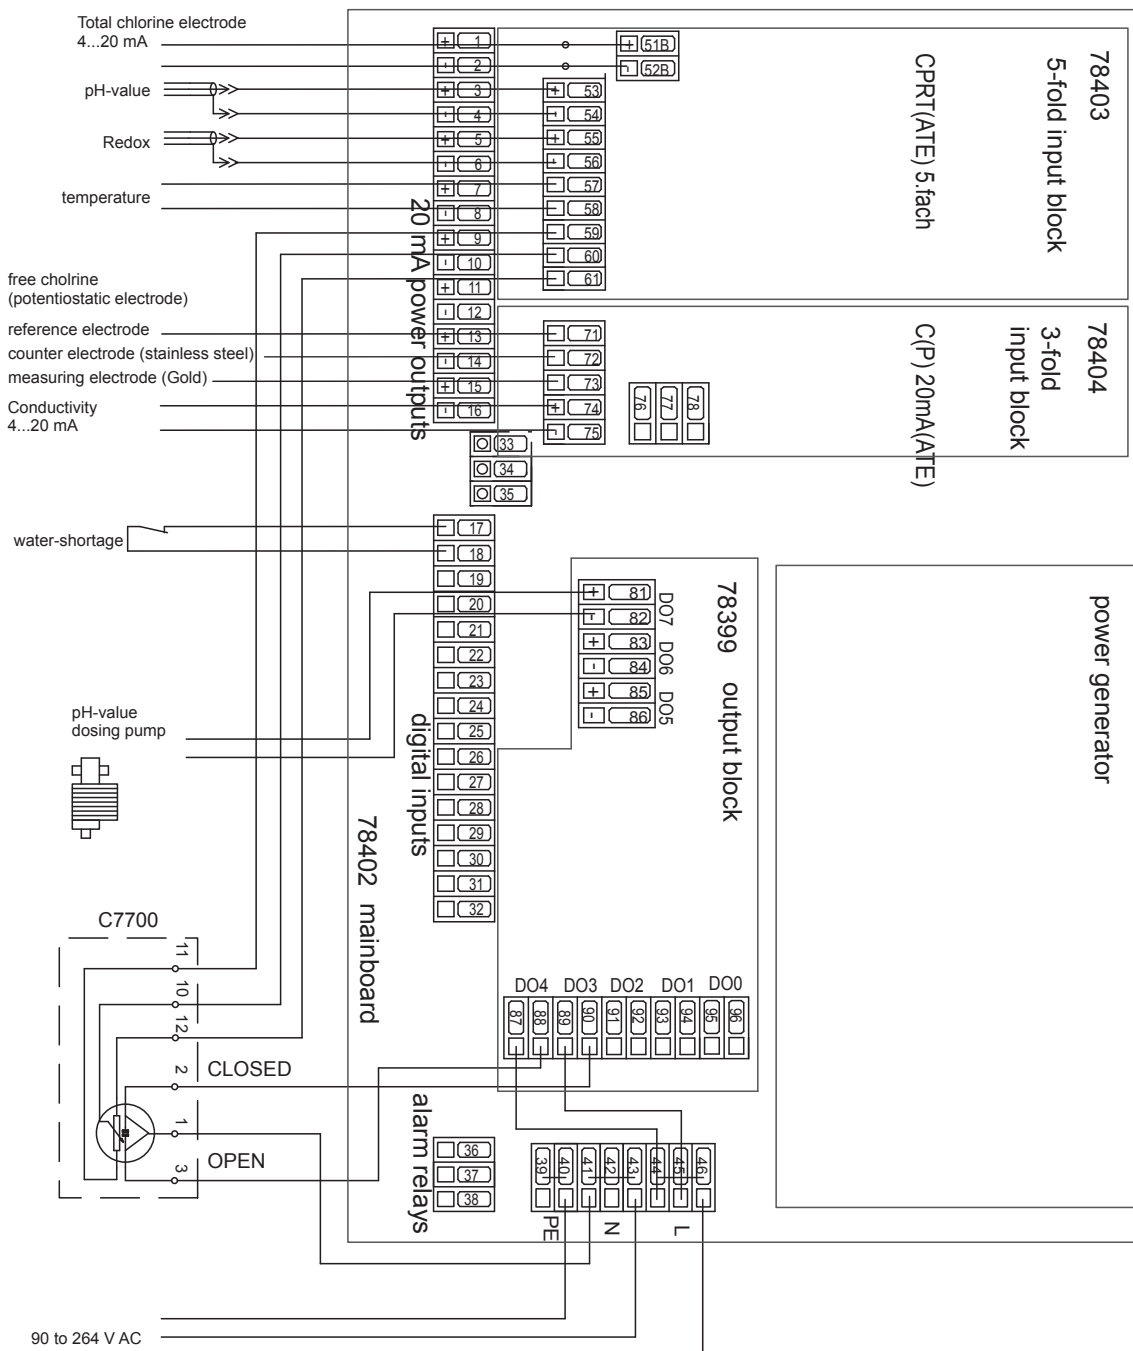 Total chlorine electrode
4...20 mA
pH-value
Redox
temperature
free cholrine
(potentiostatic electrode)
reference electrode
counter electrode (stainless steel)
measuring electrode (Gold)
Conductivity
4...20 mA
water-shortage
pH-value
dosing pump
C7700
11
10
12
2 CLOSED
1
3 OPEN
90 to 264 V AC
+ 1
- 2
+ 3
- 4
+ 5
- 6
+ 7
- 8
+ 9
- 10
+ 11
- 12
+ 13
- 14
+ 15
- 16
20 mA power outputs
33
34
35
17
18
19
20
21
22
23
24
25
26
27
28
29
30
31
32
digital inputs
78402 mainboard
36
37
38
alarm relays
+ 51B
- 52B
+ 53
+ 54
+ 55
+ 56
- 57
- 58
- 59
- 60
- 61
78403
5-fold input block
CPRT(ATE) 5.fach
71
72
73
+ 74
- 75
76
77
78
78404
3-fold
input block
C(P) 20mA(ATE)
+ 81
- 82
+ 83
- 84
+ 85
- 86
DO7
DO6
DO5
78399 output block
DO4 DO3 DO2 DO1 DO0
87 88 89 90 91 92 93 94 95 96
39 40 41 42 43 44 45 46
PE N L
power generator